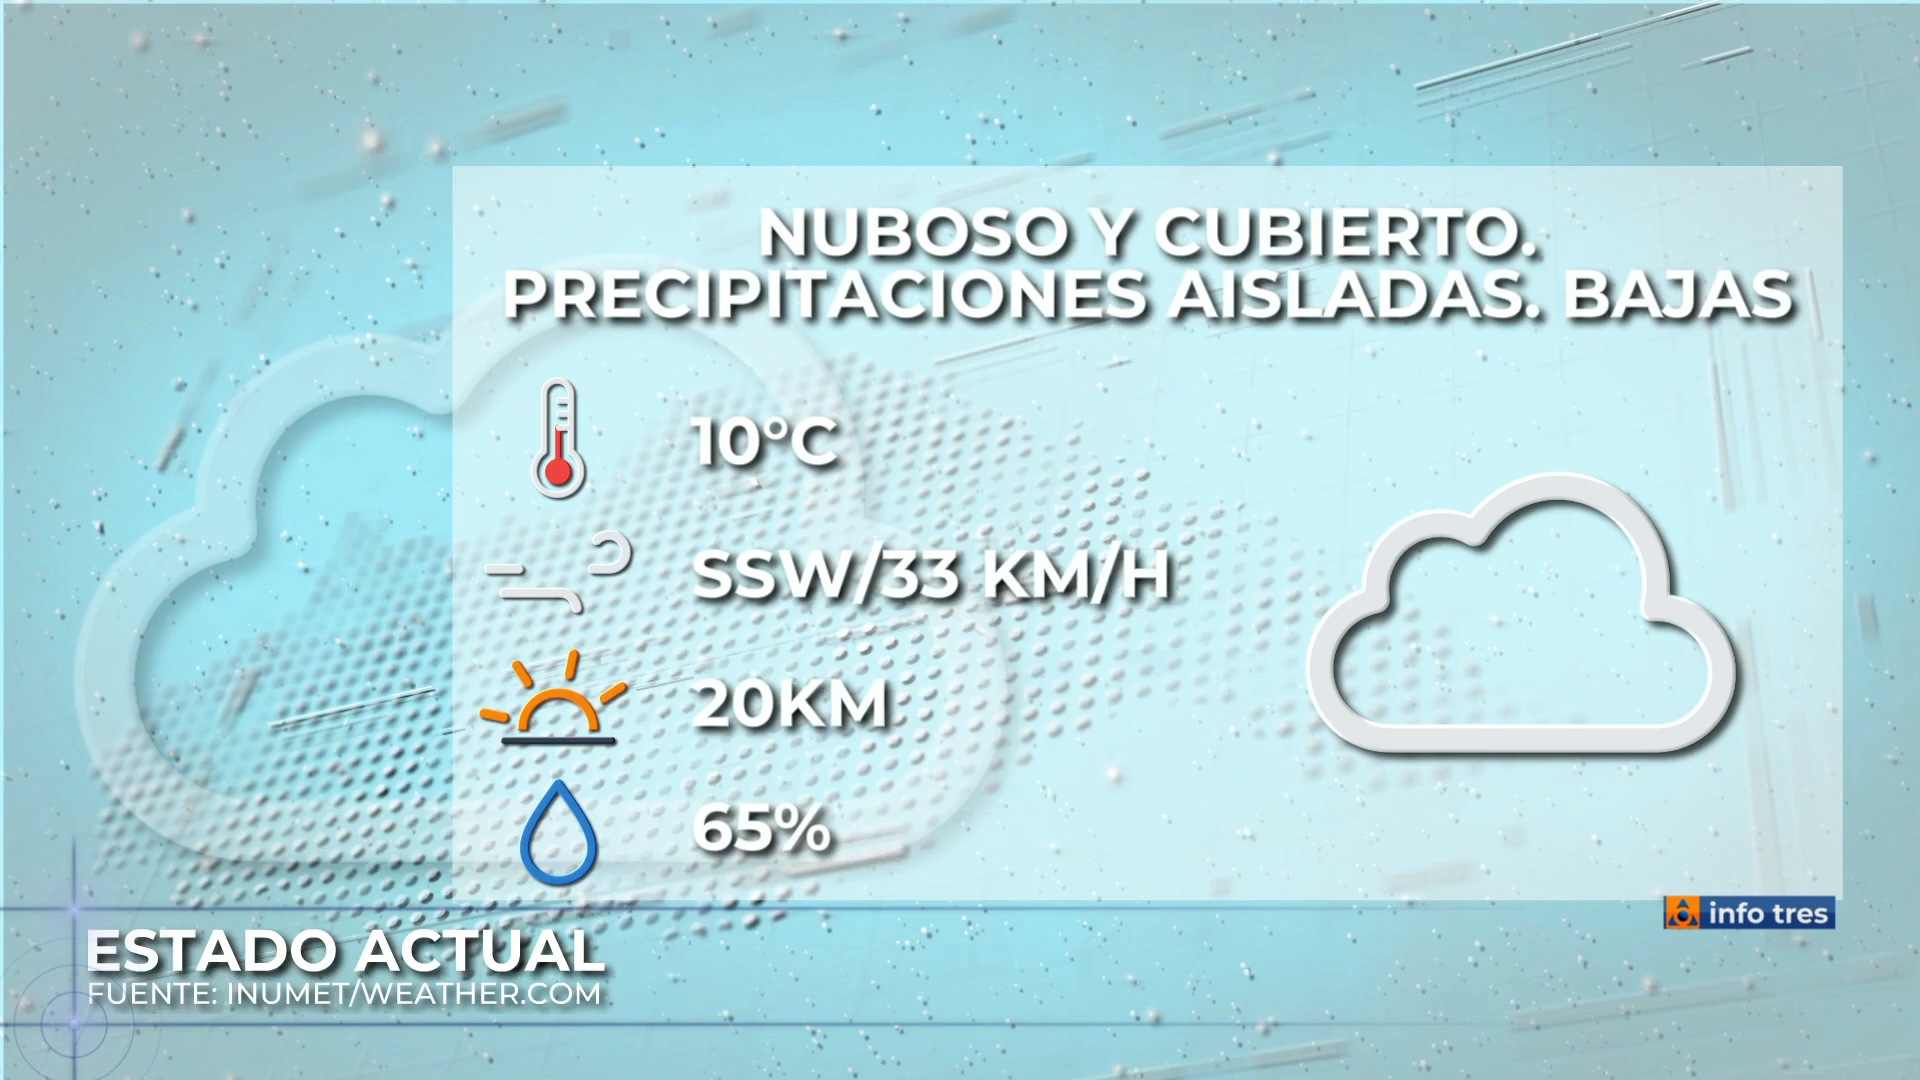 NUBOSO Y CUBIERTO.
PRECIPITACIONES AISLADAS. BAJAS
10°C
SSW/33 KM/H
20KM
65%
info tres
ESTADO ACTUAL
FUENTE: INUMET/WEATHER.COM